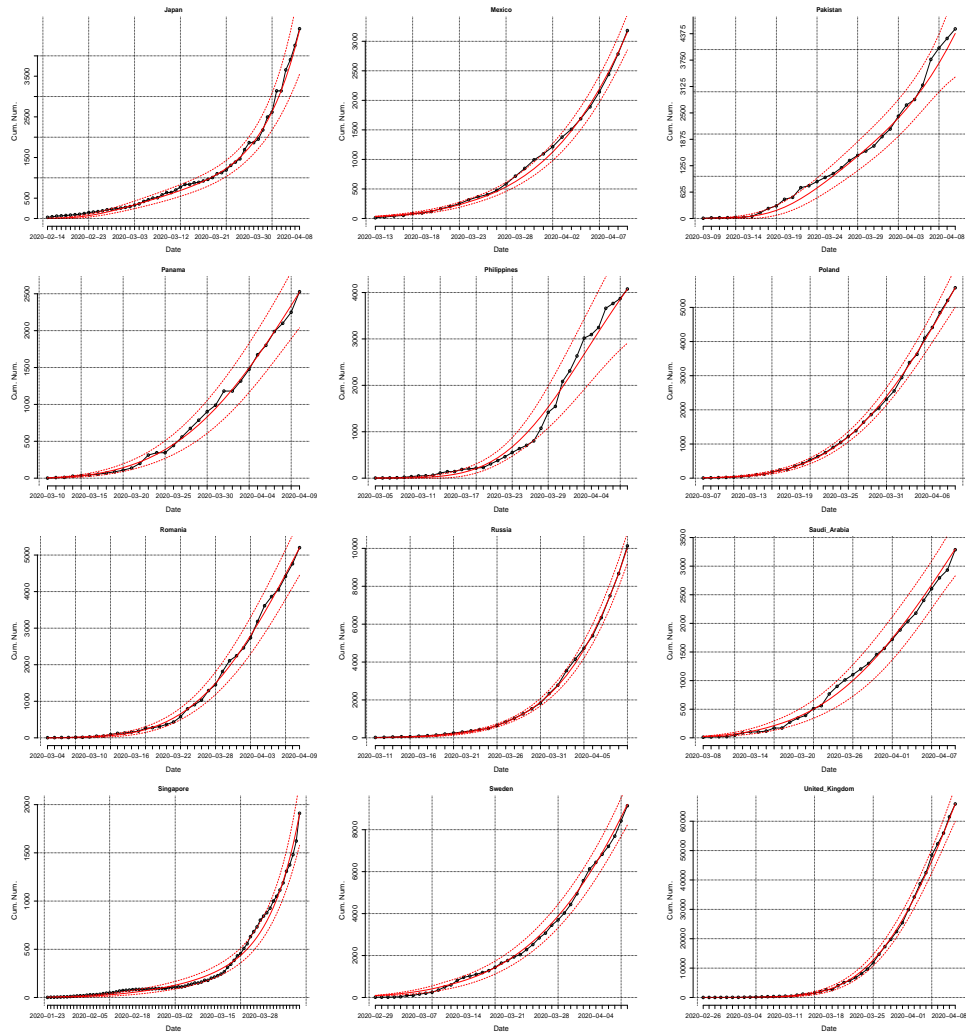 Japan
Cum. Num.
0 500 1500 2500 3500
2020−02−14 2020−02−23 2020−03−03 2020−03−12 2020−03−21 2020−03−30 2020−04−08
Date
Mexico
Cum. Num.
0 500 1000 1500 2000 2500 3000
2020−03−13 2020−03−18 2020−03−23 2020−03−28 2020−04−02 2020−04−07
Date
Pakistan
Cum. Num.
0 625 1250 1875 2500 3125 3750 4375
2020−03−09 2020−03−14 2020−03−19 2020−03−24 2020−03−29 2020−04−03 2020−04−08
Date
Panama
Cum. Num.
0 500 1000 1500 2000 2500
2020−03−10 2020−03−15 2020−03−20 2020−03−25 2020−03−30 2020−04−04 2020−04−09
Date
Philippines
Cum. Num.
0 1000 2000 3000 4000
2020−03−05 2020−03−11 2020−03−17 2020−03−23 2020−03−29 2020−04−04
Date
Poland
Cum. Num.
0 1000 2000 3000 4000 5000
2020−03−07 2020−03−13 2020−03−19 2020−03−25 2020−03−31 2020−04−06
Date
Romania
Cum. Num.
0 1000 2000 3000 4000 5000
2020−03−04 2020−03−10 2020−03−16 2020−03−22 2020−03−28 2020−04−03 2020−04−09
Date
Russia
Cum. Num.
0 2000 4000 6000 8000 10000
2020−03−11 2020−03−16 2020−03−21 2020−03−26 2020−03−31 2020−04−05
Date
Saudi_Arabia
Cum. Num.
0 500 1000 1500 2000 2500 3000 3500
2020−03−08 2020−03−14 2020−03−20 2020−03−26 2020−04−01 2020−04−07
Date
Singapore
Cum. Num.
0 500 1000 1500 2000
2020−01−23 2020−02−05 2020−02−18 2020−03−02 2020−03−15 2020−03−28
Date
Sweden
Cum. Num.
0 2000 4000 6000 8000
2020−02−29 2020−03−07 2020−03−14 2020−03−21 2020−03−28 2020−04−04
Date
United_Kingdom
Cum. Num.
0 10000 20000 30000 40000 50000 60000
2020−02−26 2020−03−04 2020−03−11 2020−03−18 2020−03−25 2020−04−01 2020−04−08
Date